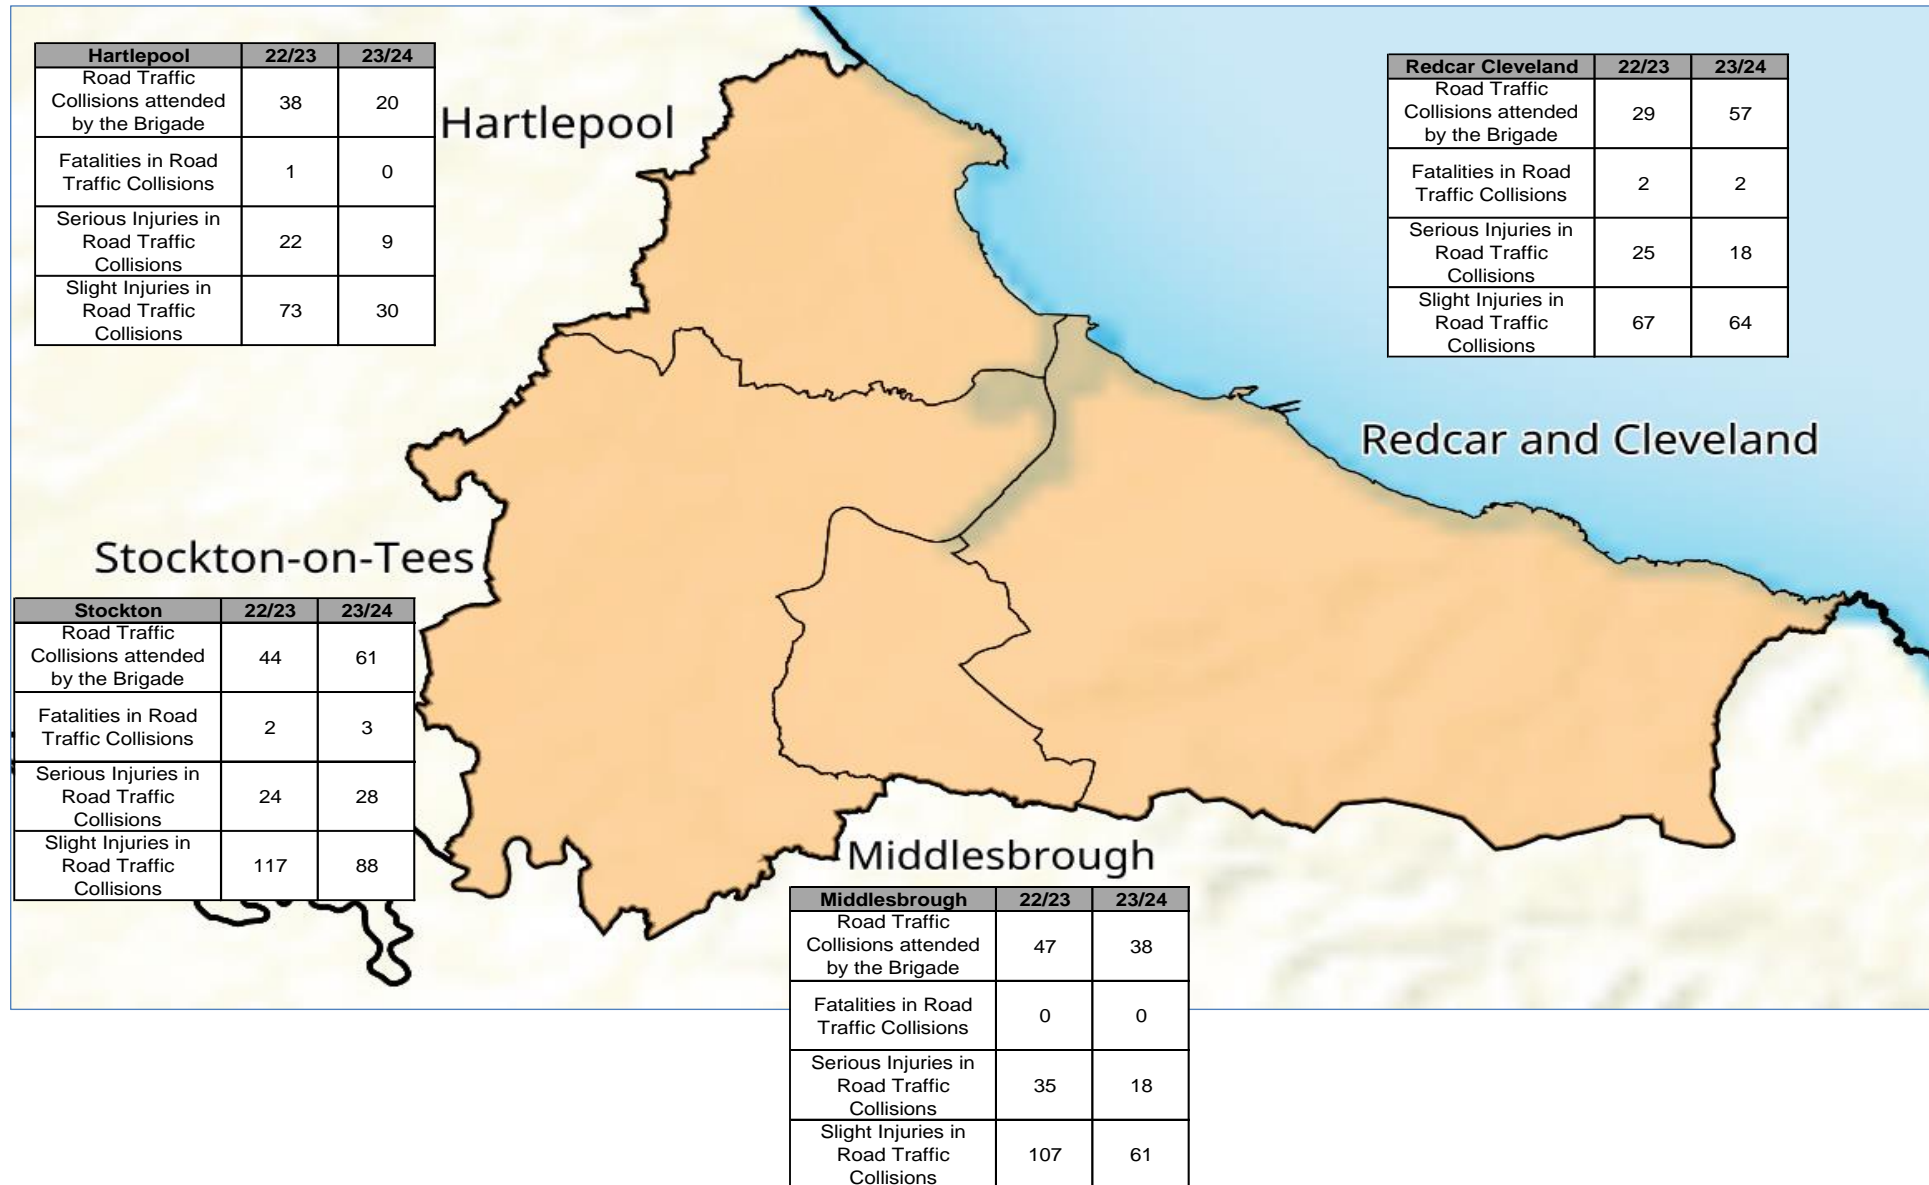 Hartlepool 22/23 23/24
Road Traffic
Collisions attended
by the Brigade
38 20
Fatalities in Road
Traffic Collisions
1 0
Serious Injuries in
Road Traffic
Collisions
22 9
Slight Injuries in
Road Traffic
Collisions
73 30
Hartlepool
Redcar Cleveland 22/23 23/24
Road Traffic
Collisions attended
by the Brigade
29 57
Fatalities in Road
Traffic Collisions
2 2
Serious Injuries in
Road Traffic
Collisions
25 18
Slight Injuries in
Road Traffic
Collisions
67 64
Redcar and Cleveland
Stockton-on-Tees
Stockton 22/23 23/24
Road Traffic
Collisions attended
by the Brigade
44 61
Fatalities in Road
Traffic Collisions
2 3
Serious Injuries in
Road Traffic
Collisions
24 28
Slight Injuries in
Road Traffic
Collisions
117 88
Middlesbrough
Middlesbrough 22/23 23/24
Road Traffic
Collisions attended
by the Brigade
47 38
Fatalities in Road
Traffic Collisions
0 0
Serious Injuries in
Road Traffic
Collisions
35 18
Slight Injuries in
Road Traffic
Collisions
107 61